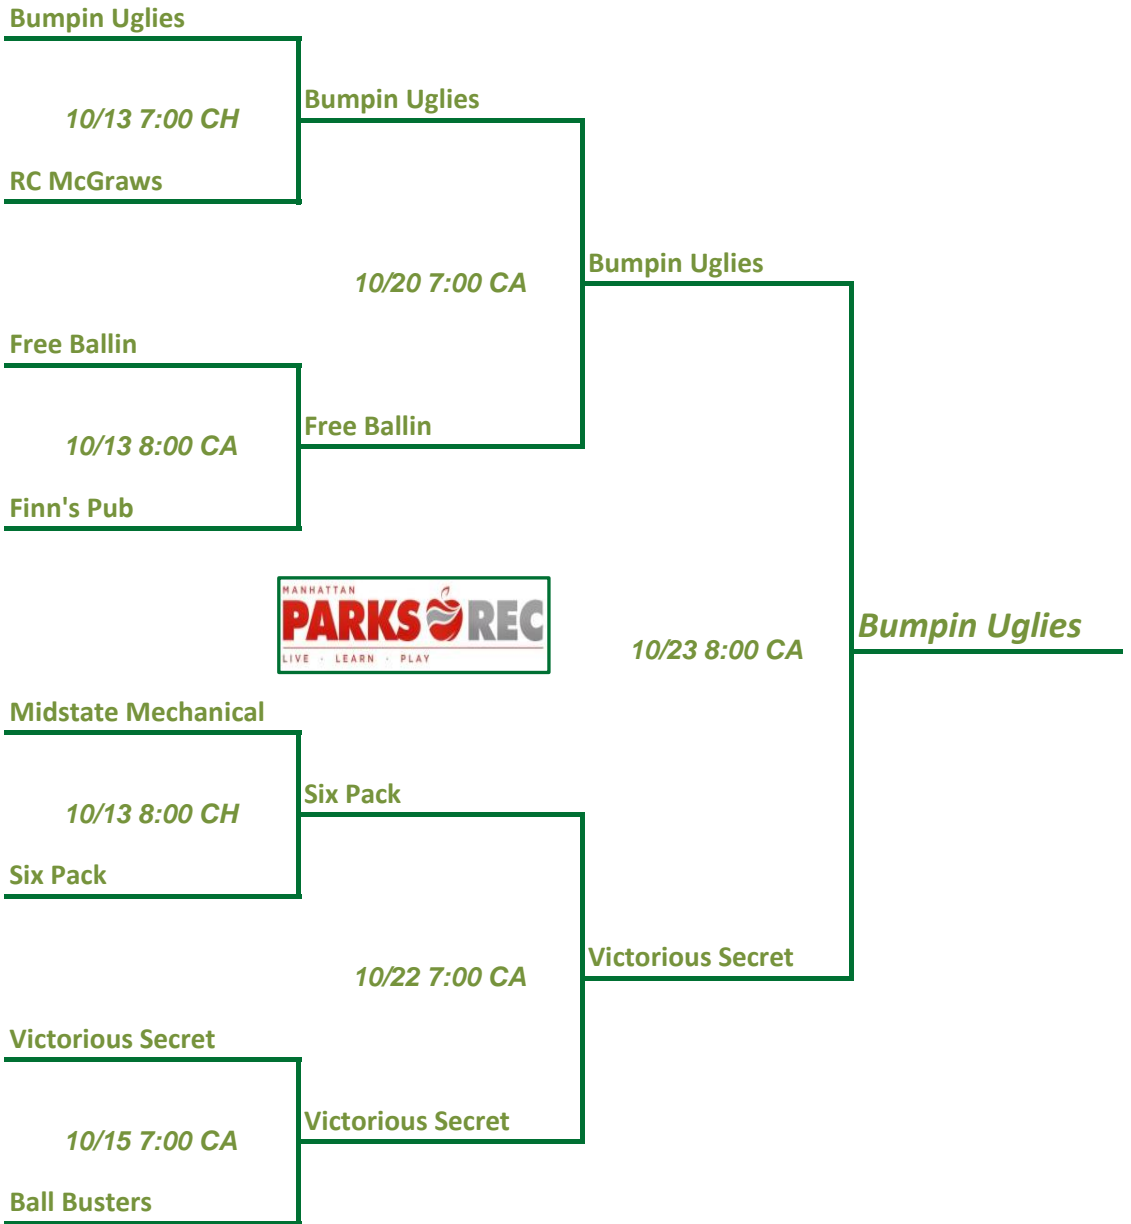 Bumpin Uglies
10/13 7:00 CH
Bumpin Uglies
RC McGraws
10/20 7:00 CA
Bumpin Uglies
Free Ballin
10/13 8:00 CA
Free Ballin
Finn's Pub
MANHATTAN
PARKS REC
LIVE · LEARN · PLAY
10/23 8:00 CA
Bumpin Uglies
Midstate Mechanical
10/13 8:00 CH
Six Pack
Six Pack
10/22 7:00 CA
Victorious Secret
Victorious Secret
10/15 7:00 CA
Victorious Secret
Ball Busters